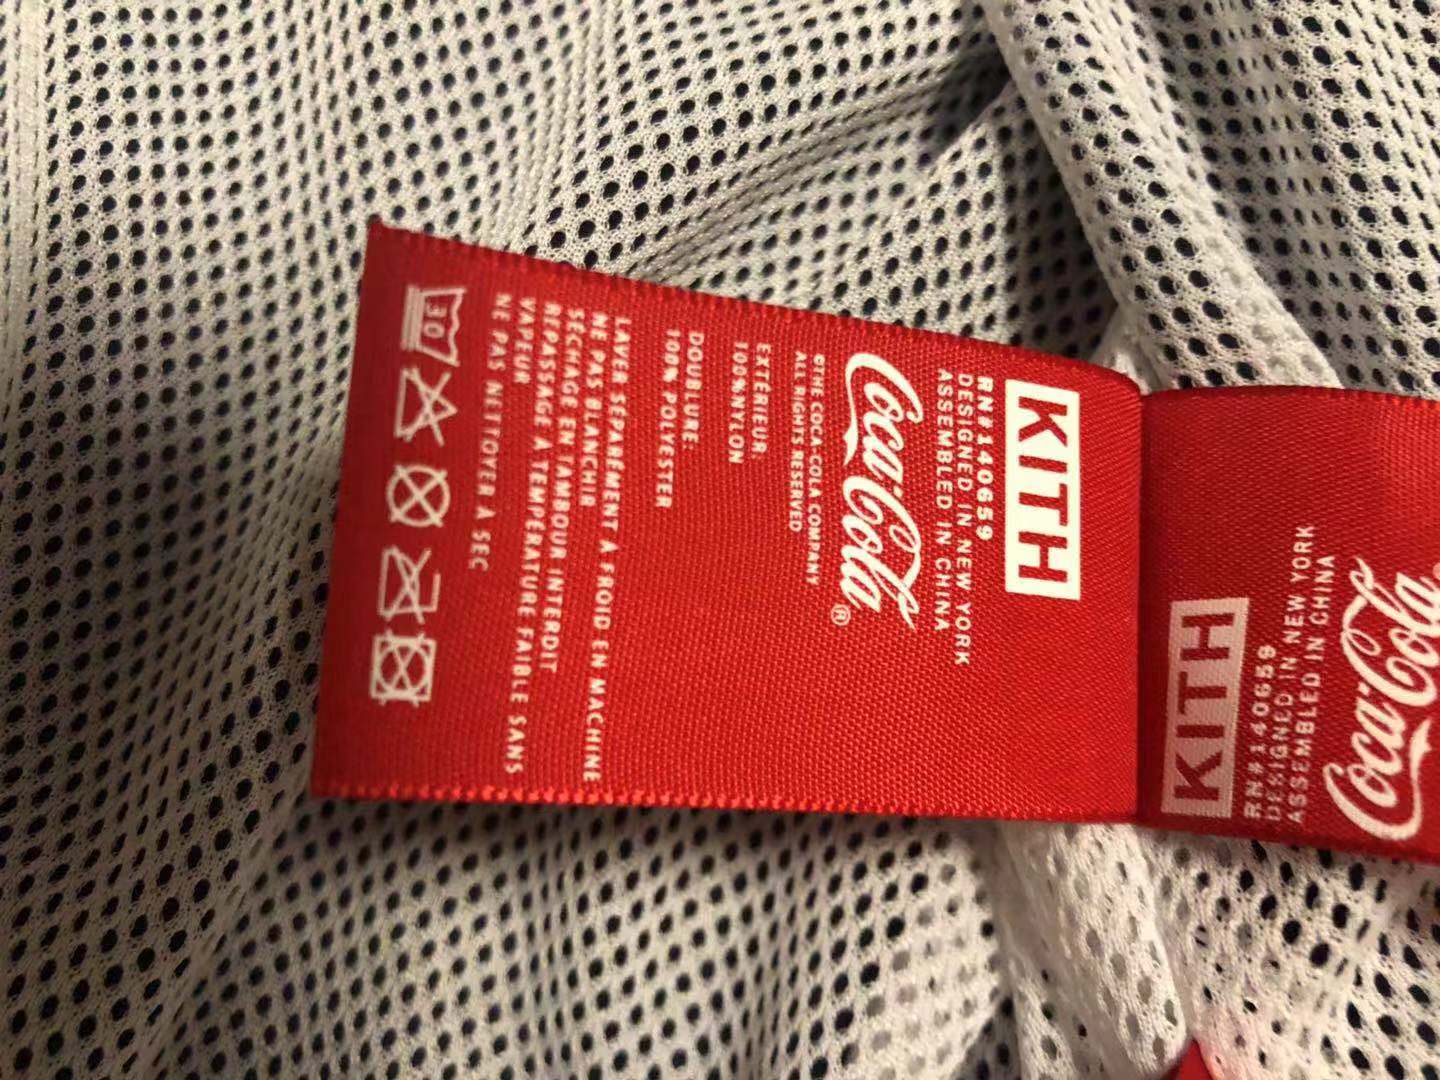 KITH
RN#140659
DESIGNED IN NEW YORK
ASSEMBLED IN CHINA
Coca-Cola®
©THE COCA-COLA COMPANY
ALL RIGHTS RESERVED
EXTÉRIEUR
100%NYLON
DOUBLURE:
100% POLYESTER
LAVER SÉPARÉMENT À FROID EN MACHINE
NE PAS BLANCHIR
SÉCHAGE EN TAMBOUR INTERDIT
REPASSAGE À TEMPÉRATURE FAIBLE SANS
VAPEUR
NE PAS NETTOYER À SEC
30
KITH
RN#140659
DESIGNED IN NEW YORK
ASSEMBLED IN CHINA
Coca-Cola